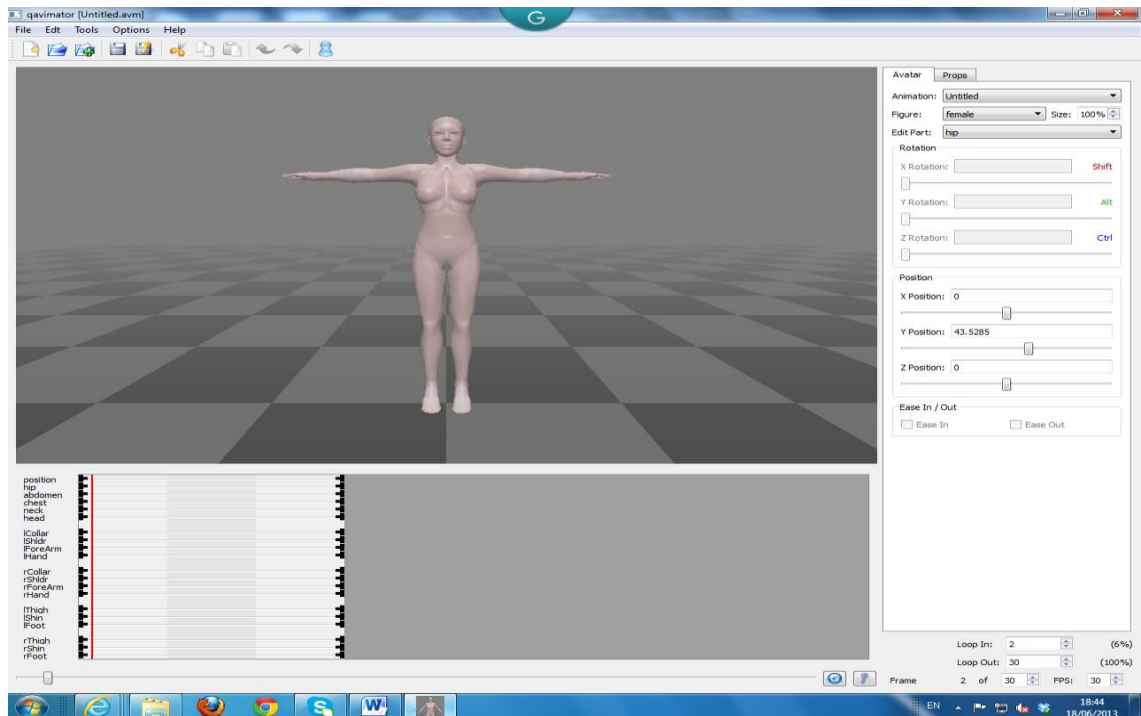 qavimator [Untitled.avm]
G
File Edt Tools Options Help
Avatar Props
Animation: Untitled
Figure: female Size: 100%
Edit Part: hip
Rotation
X Rotation: Shift
Y Rotation: Alt
Z Rotation: Ctrl
Position
X Position: 0
Y Position: 43.5285
Z Position: 0
Ease In / Out
Ease In Ease Out
position
hip
abdomen
chest
neck
head
lCollar
lShldr
lForeArm
lHand
rCollar
rShldr
rForeArm
rHand
lThigh
lShin
lFoot
rThigh
rShin
rFoot
Loop In: 2 (6%)
Loop Out: 30 (100%)
Frame 2 of 30 FPS: 30
EN 18:44
18/06/2013